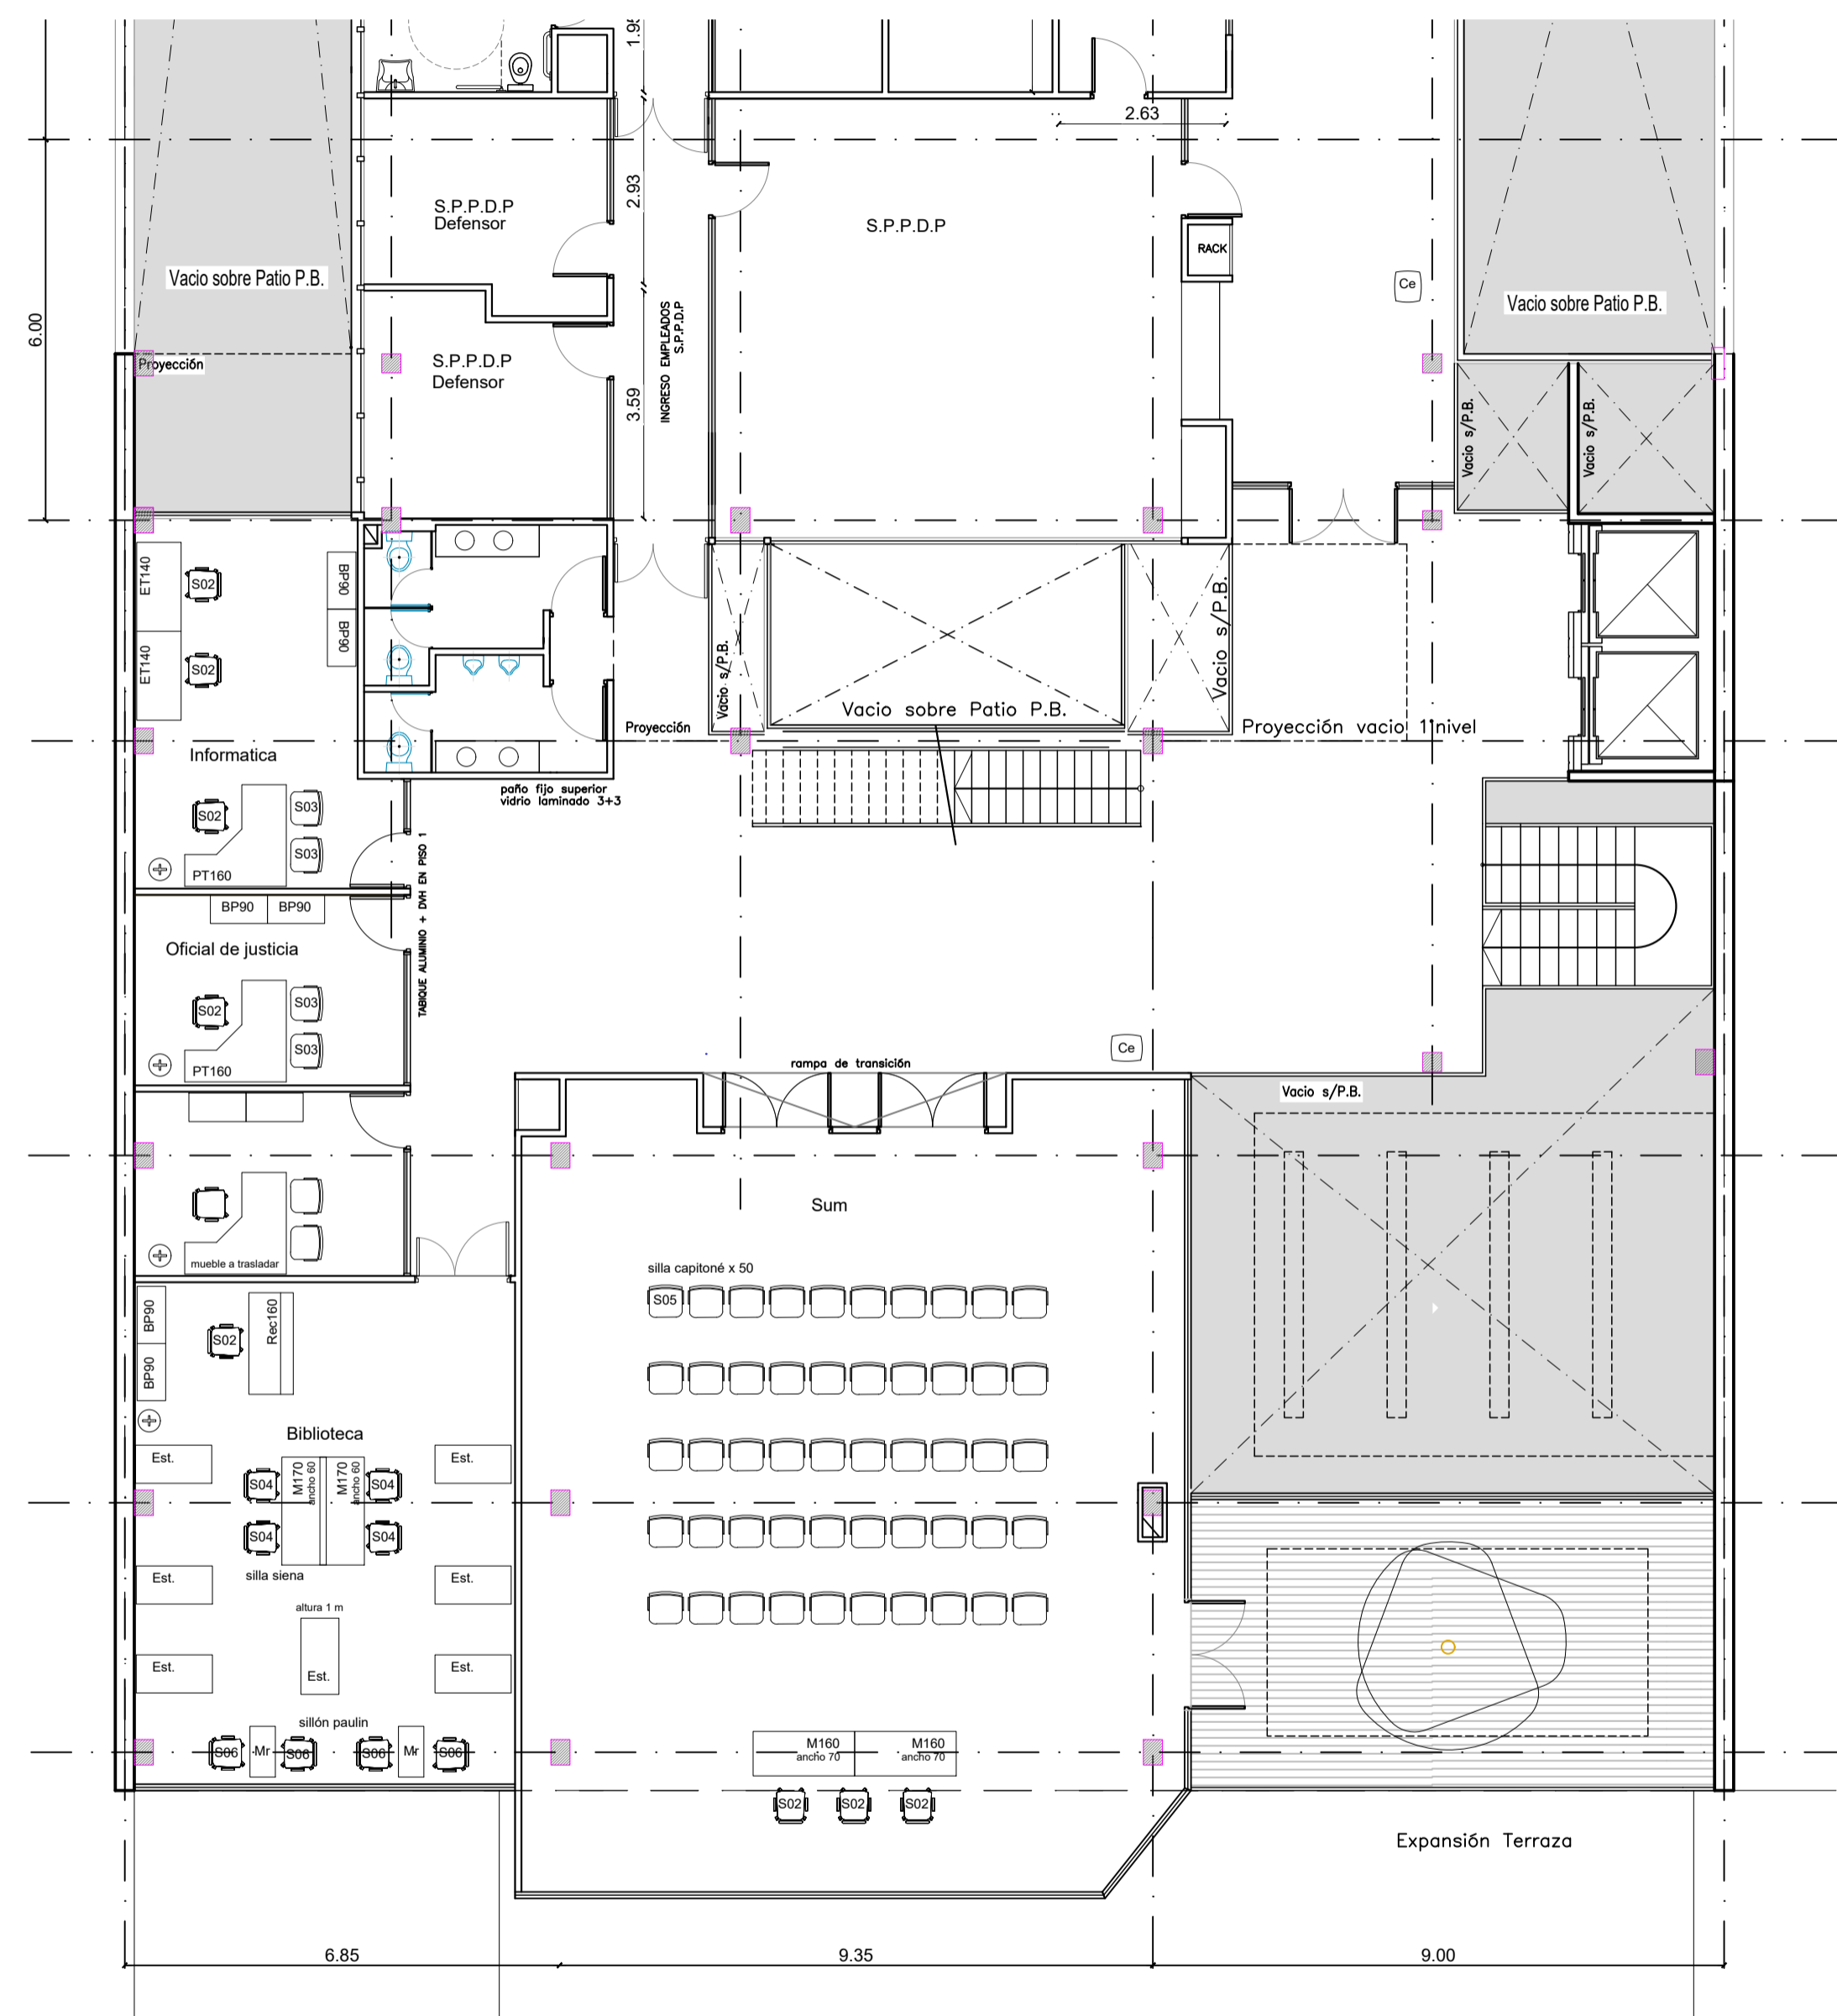 1.95
2.63
6.00
2.93
S.P.P.D.P
Defensor
S.P.P.D.P
RACK
Ce
Vacio sobre Patio P.B.
Vacio sobre Patio P.B.
INGRESO EMPLEADOS
S.P.P.D.P
Proyección
S.P.P.D.P
Defensor
3.59
Vacio s/P.B.
Vacio s/P.B.
ET140
S02
BP90
ET140
S02
BP90
Vacio s/P.B.
Vacio s/P.B.
Vacio sobre Patio P.B.
Proyección
Proyección vacio 1°nivel
Informatica
paño fijo superior
vidrio laminado 3+3
S02
S03
S03
PT160
TABIQUE ALUMINIO + DVH EN PISO 1
BP90
BP90
Oficial de justicia
S02
S03
S03
PT160
Ce
rampa de transición
Vacio s/P.B.
Sum
mueble a trasladar
silla capitoné x 50
S05
BP90
BP90
S02
Rec160
Biblioteca
Est.
Est.
S04
M170
ancho 60
M170
ancho 60
S04
S04
S04
silla siena
Est.
Est.
altura 1 m
Est.
Est.
Est.
sillón paulin
S06
Mr
S06
S06
Mr
S06
M160
ancho 70
M160
ancho 70
S02
S02
S02
Expansión Terraza
6.85
9.35
9.00